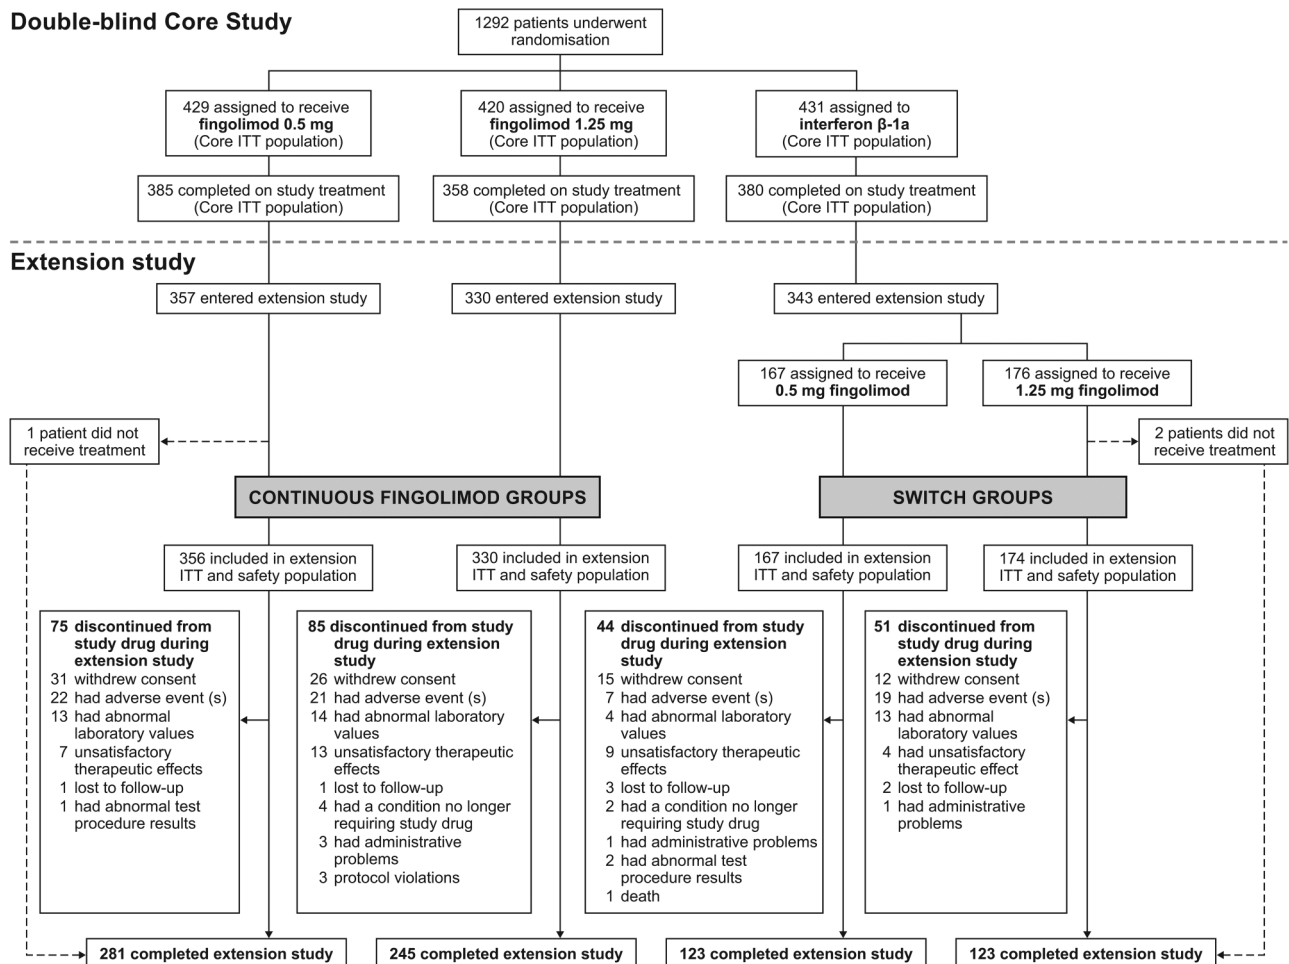 Double-blind Core Study
1292 patients underwent
randomisation
429 assigned to receive
fingolimod 0.5 mg
(Core ITT population)
420 assigned to receive
fingolimod 1.25 mg
(Core ITT population)
431 assigned to
interferon β-1a
(Core ITT population)
385 completed on study treatment
(Core ITT population)
358 completed on study treatment
(Core ITT population)
380 completed on study treatment
(Core ITT population)
Extension study
357 entered extension study
330 entered extension study
343 entered extension study
167 assigned to receive
0.5 mg fingolimod
176 assigned to receive
1.25 mg fingolimod
1 patient did not
receive treatment
2 patients did not
receive treatment
CONTINUOUS FINGOLIMOD GROUPS
SWITCH GROUPS
356 included in extension
ITT and safety population
330 included in extension
ITT and safety population
167 included in extension
ITT and safety population
174 included in extension
ITT and safety population
75 discontinued from
study drug during
extension study
31 withdrew consent
22 had adverse event (s)
13 had abnormal
laboratory values
7 unsatisfactory
therapeutic effects
1 lost to follow-up
1 had abnormal test
procedure results
85 discontinued from study
drug during extension
study
26 withdrew consent
21 had adverse event (s)
14 had abnormal laboratory
values
13 unsatisfactory therapeutic
effects
1 lost to follow-up
4 had a condition no longer
requiring study drug
3 had administrative
problems
3 protocol violations
44 discontinued from study
drug during extension
study
15 withdrew consent
7 had adverse event (s)
4 had abnormal laboratory
values
9 unsatisfactory therapeutic
effects
3 lost to follow-up
2 had a condition no longer
requiring study drug
1 had administrative problems
2 had abnormal test
procedure results
1 death
51 discontinued from
study drug during
extension study
12 withdrew consent
19 had adverse event (s)
13 had abnormal
laboratory values
4 had unsatisfactory
therapeutic effect
2 lost to follow-up
1 had administrative
problems
281 completed extension study
245 completed extension study
123 completed extension study
123 completed extension study